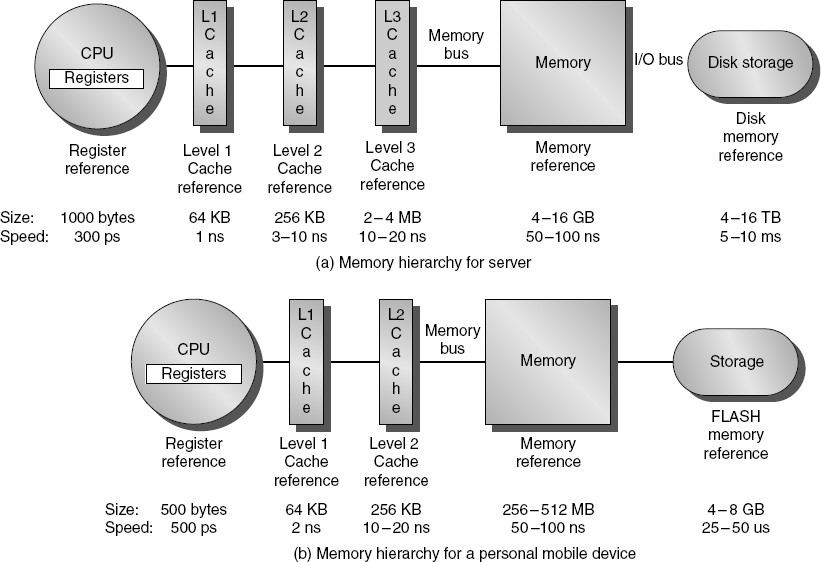 CPU
Registers
L1
C
a
c
h
e
L2
C
a
c
h
e
L3
C
a
c
h
e
Memory
bus
Memory
I/O bus
Disk storage
Register
reference
Level 1
Cache
reference
Level 2
Cache
reference
Level 3
Cache
reference
Memory
reference
Disk
memory
reference
Size: 1000 bytes 64 KB 256 KB 2–4 MB 4–16 GB 4–16 TB
Speed: 300 ps 1 ns 3–10 ns 10–20 ns 50–100 ns 5–10 ms
(a) Memory hierarchy for server
CPU
Registers
L1
C
a
c
h
e
L2
C
a
c
h
e
Memory
bus
Memory
Storage
Register
reference
Level 1
Cache
reference
Level 2
Cache
reference
Memory
reference
FLASH
memory
reference
Size: 500 bytes 64 KB 256 KB 256–512 MB 4–8 GB
Speed: 500 ps 2 ns 10–20 ns 50–100 ns 25–50 us
(b) Memory hierarchy for a personal mobile device